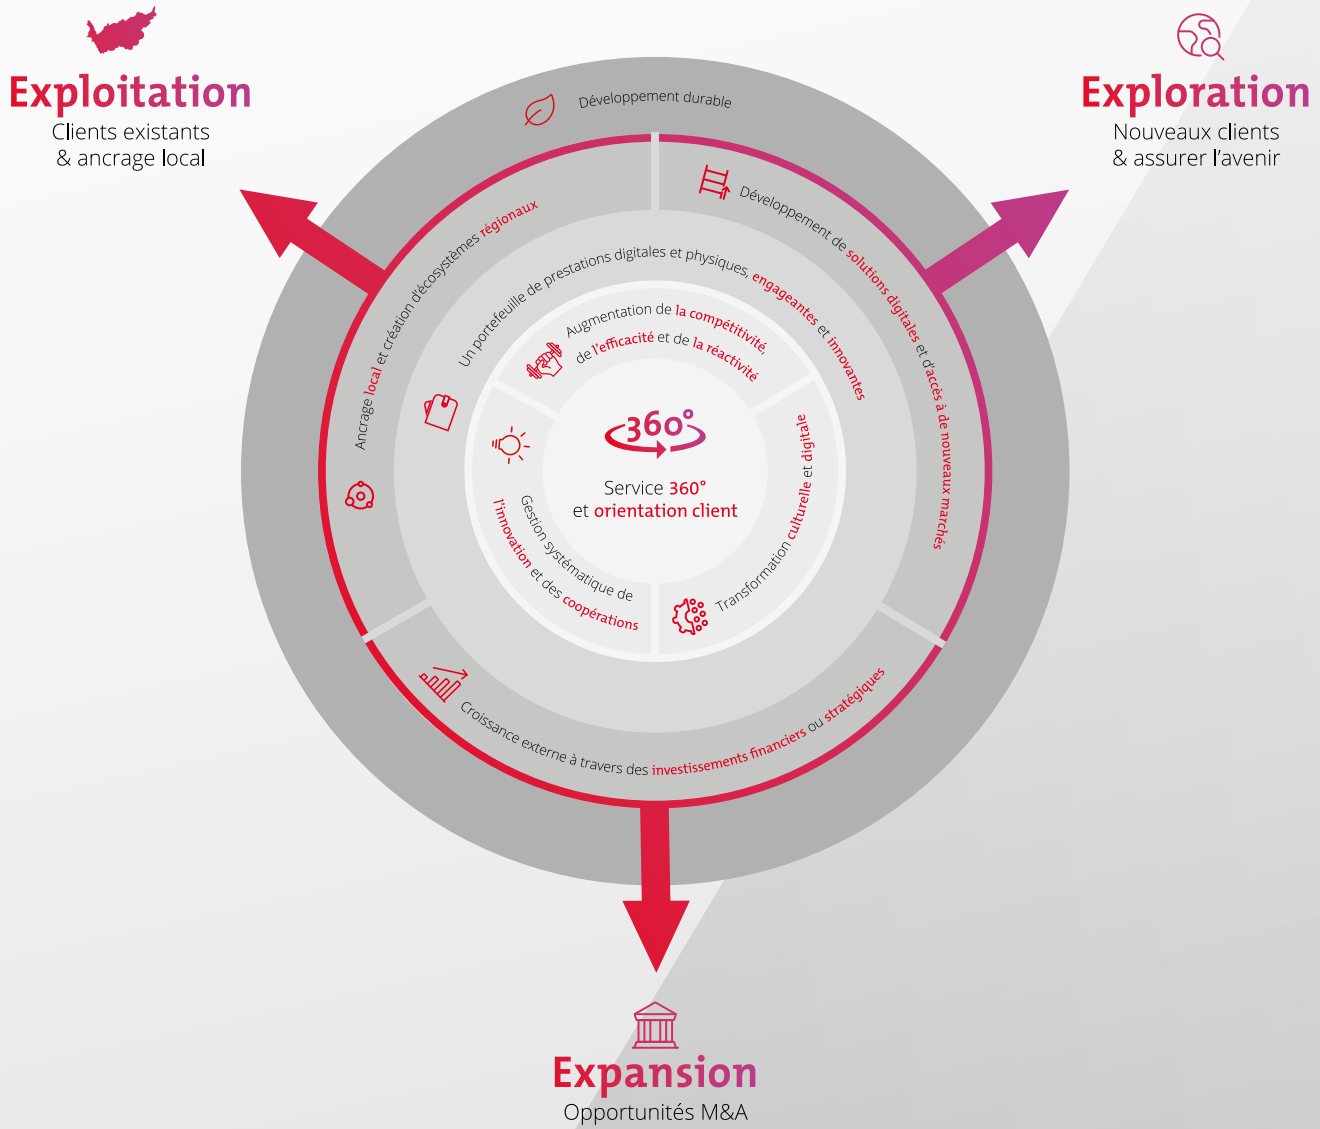 Exploitation
Clients existants
& ancrage local
Exploration
Nouveaux clients
& assurer l’avenir
Développement durable
Ancrage local et création d’écosystèmes régionaux
Développement de solutions digitales et d’accès à de nouveaux marchés
Un portefeuille de prestations digitales et physiques, engageantes et innovantes
Augmentation de la compétitivité,
de l’efficacité et de la réactivité
360°
Service 360°
et orientation client
Gestion systématique de
l’innovation et des coopérations
Transformation culturelle et digitale
Croissance externe à travers des investissements financiers ou stratégiques
Expansion
Opportunités M&A